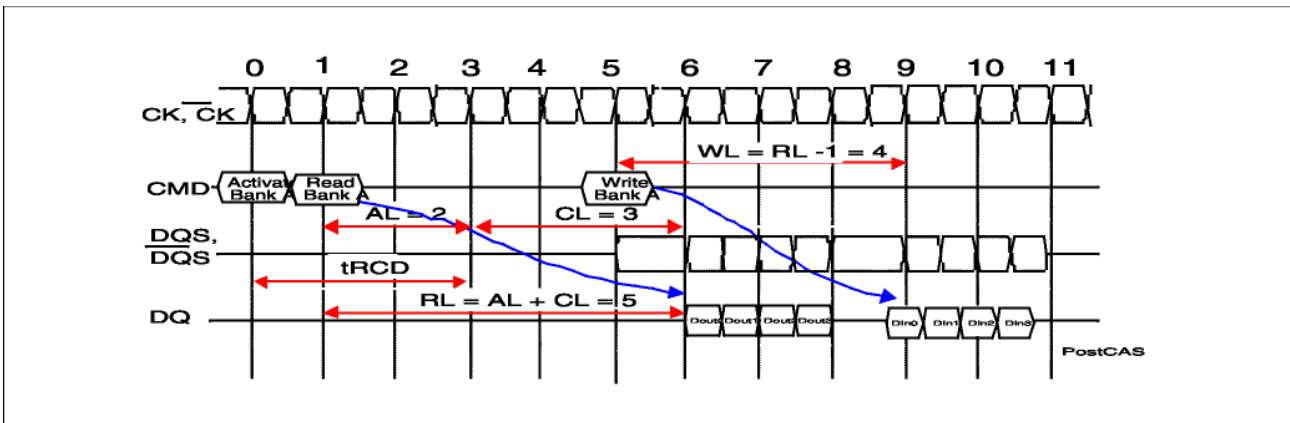 0 1 2 3 4 5 6 7 8 9 10 11
CK, CK
WL = RL -1 = 4
CMD
Activat
Bank A
Read
Bank A
Write
Bank A
AL = 2
CL = 3
DQS,
DQS
tRCD
RL = AL + CL = 5
DQ
Dout0
Dout1
Dout2
Dout3
Din0
Din1
Din2
Din3
PostCAS